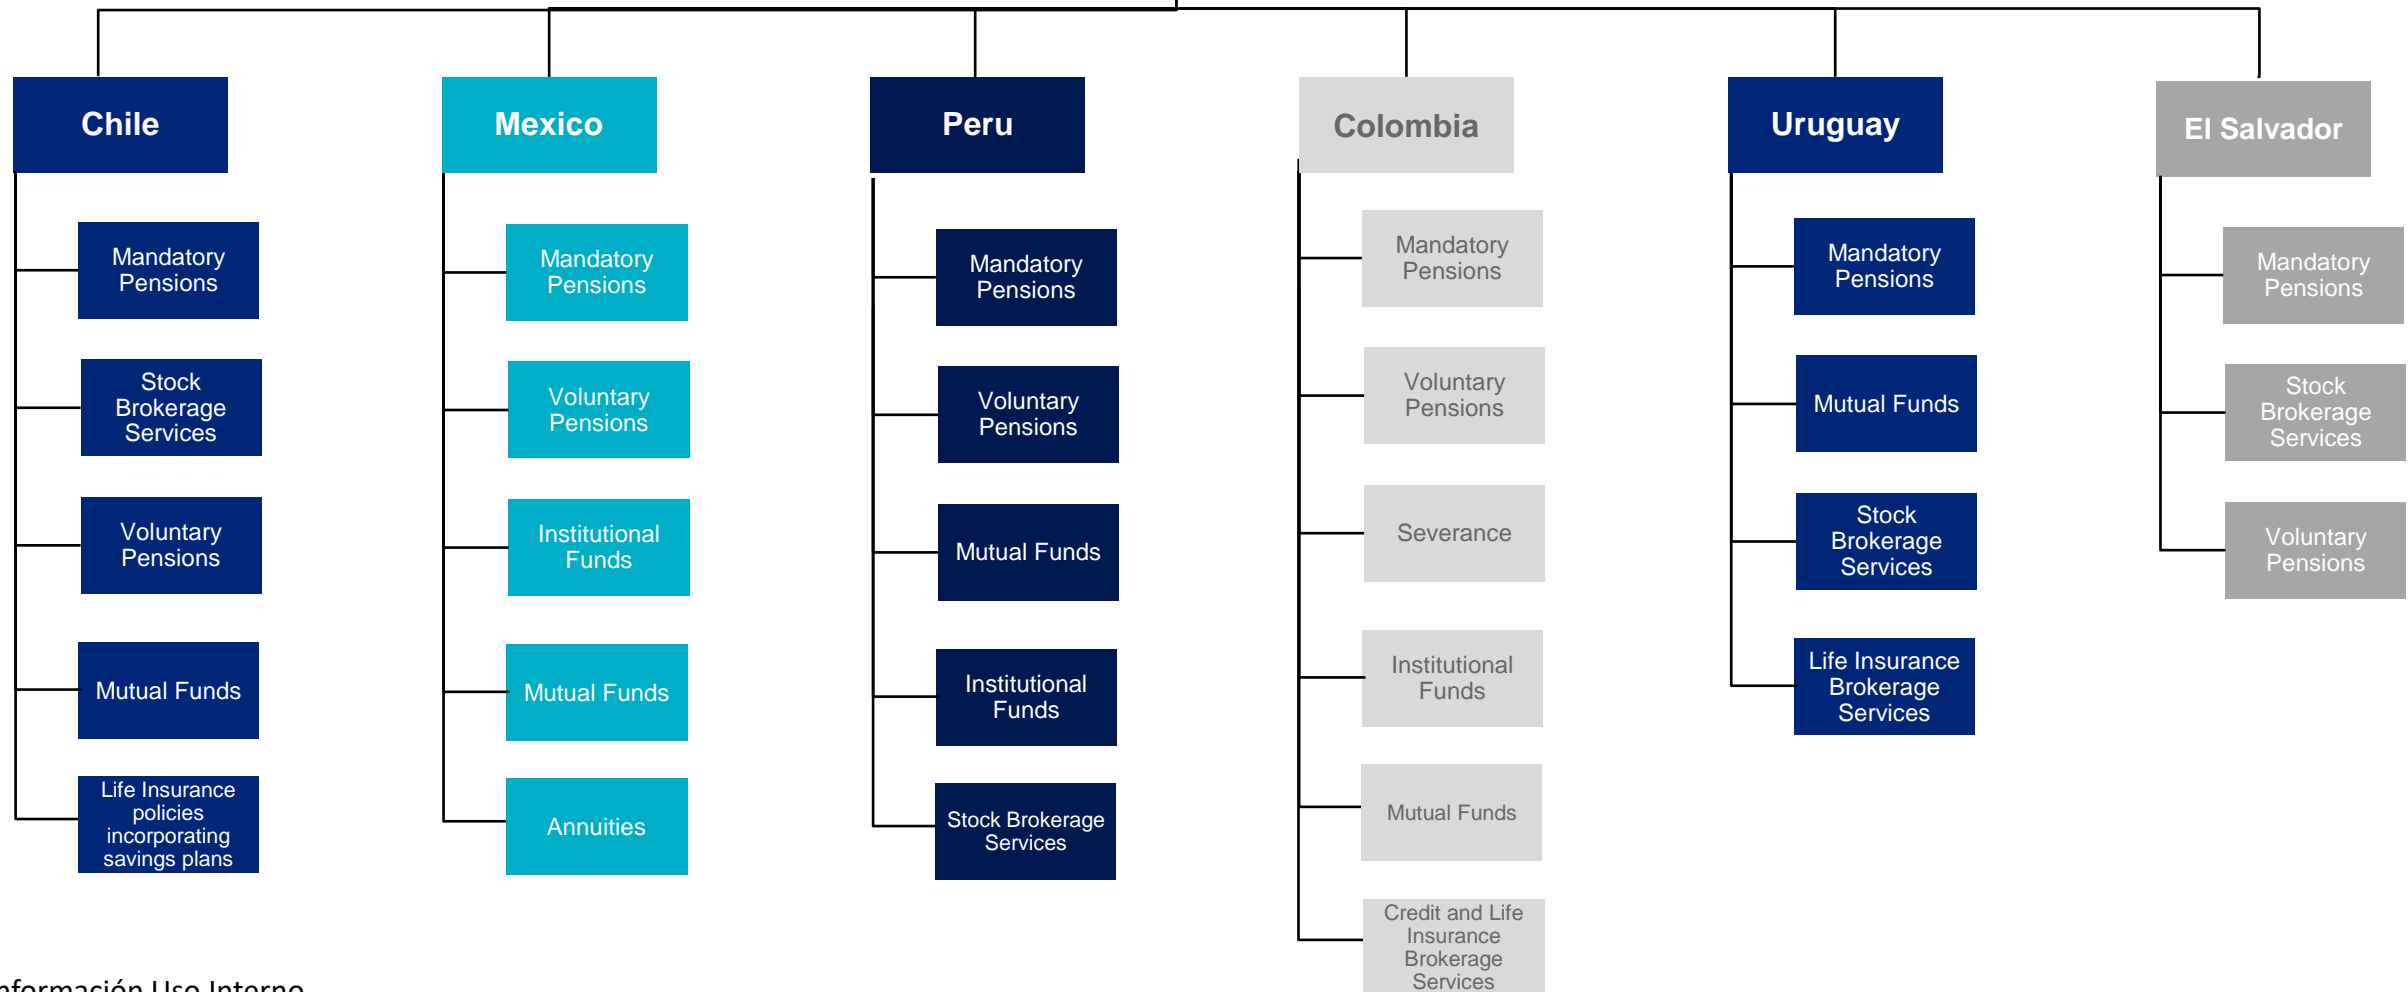 Chile
Mandatory
Pensions
Stock
Brokerage
Services
Voluntary
Pensions
Mutual Funds
Life Insurance
policies
incorporating
savings plans
Mexico
Mandatory
Pensions
Voluntary
Pensions
Institutional
Funds
Mutual Funds
Annuities
Peru
Mandatory
Pensions
Voluntary
Pensions
Mutual Funds
Institutional
Funds
Stock Brokerage
Services
Colombia
Mandatory
Pensions
Voluntary
Pensions
Severance
Institutional
Funds
Mutual Funds
Credit and Life
Insurance
Brokerage
Services
Uruguay
Mandatory
Pensions
Mutual Funds
Stock
Brokerage
Services
Life Insurance
Brokerage
Services
El Salvador
Mandatory
Pensions
Stock
Brokerage
Services
Voluntary
Pensions
nformación Uso Interno